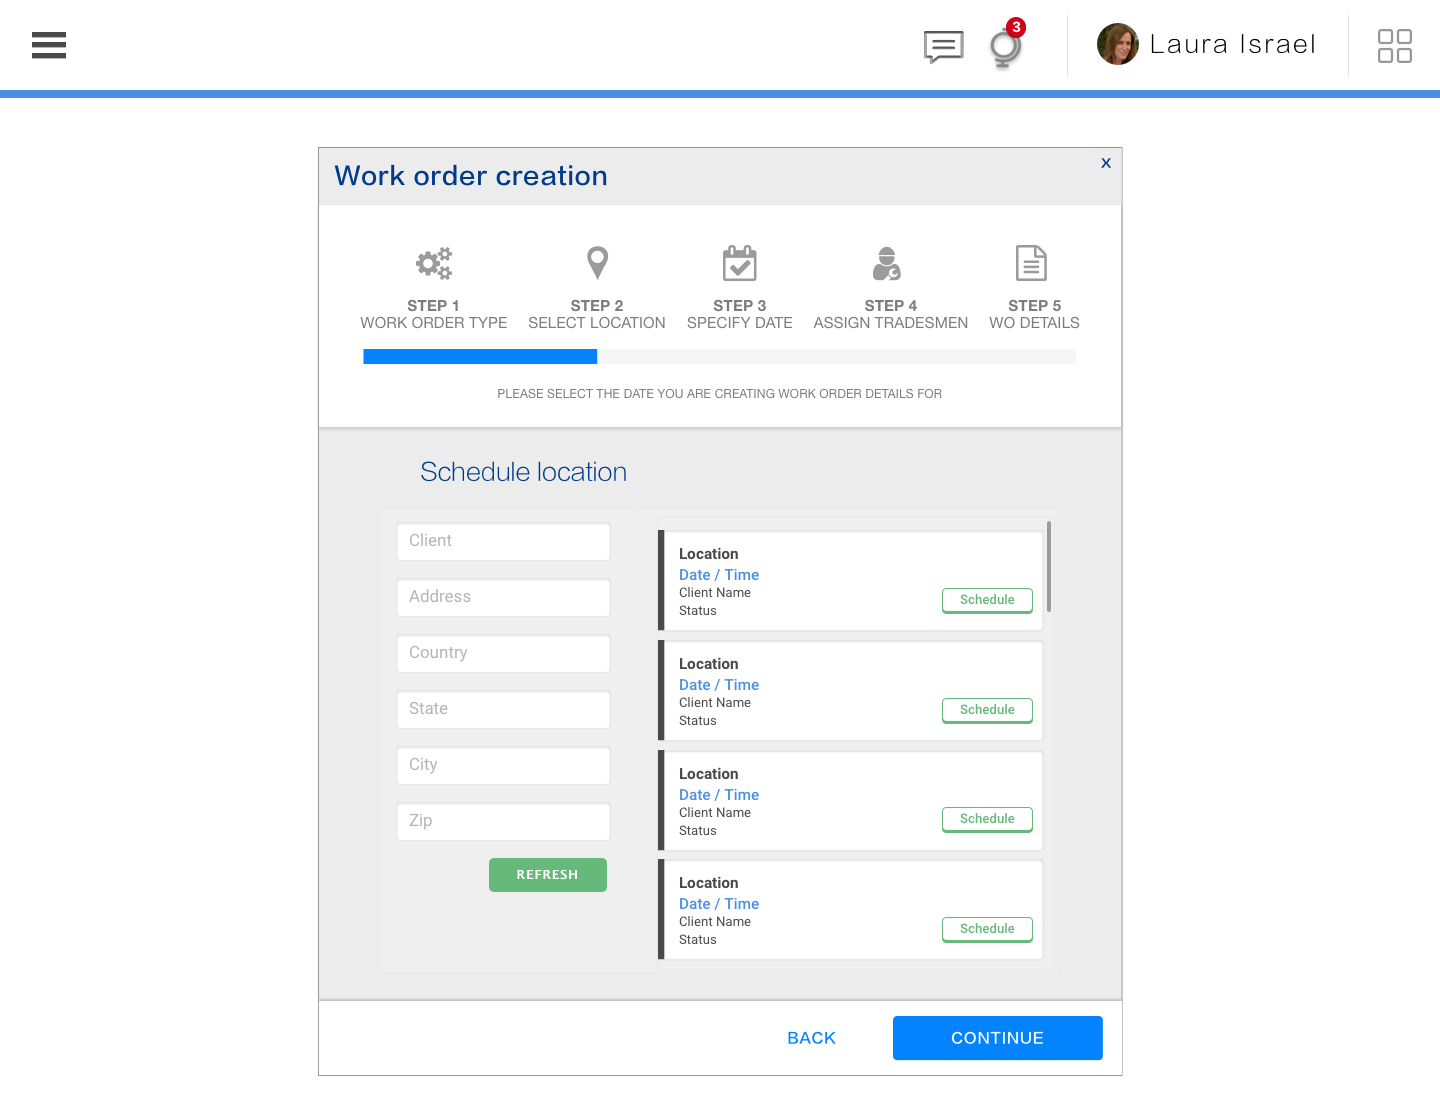 3
Laura Israel
Work order creation
x
STEP 1
WORK ORDER TYPE
STEP 2
SELECT LOCATION
STEP 3
SPECIFY DATE
STEP 4
ASSIGN TRADESMEN
STEP 5
WO DETAILS
PLEASE SELECT THE DATE YOU ARE CREATING WORK ORDER DETAILS FOR
Schedule location
Client
Address
Country
State
City
Zip
REFRESH
Location
Date / Time
Client Name
Status
Schedule
Location
Date / Time
Client Name
Status
Schedule
Location
Date / Time
Client Name
Status
Schedule
Location
Date / Time
Client Name
Status
Schedule
BACK
CONTINUE